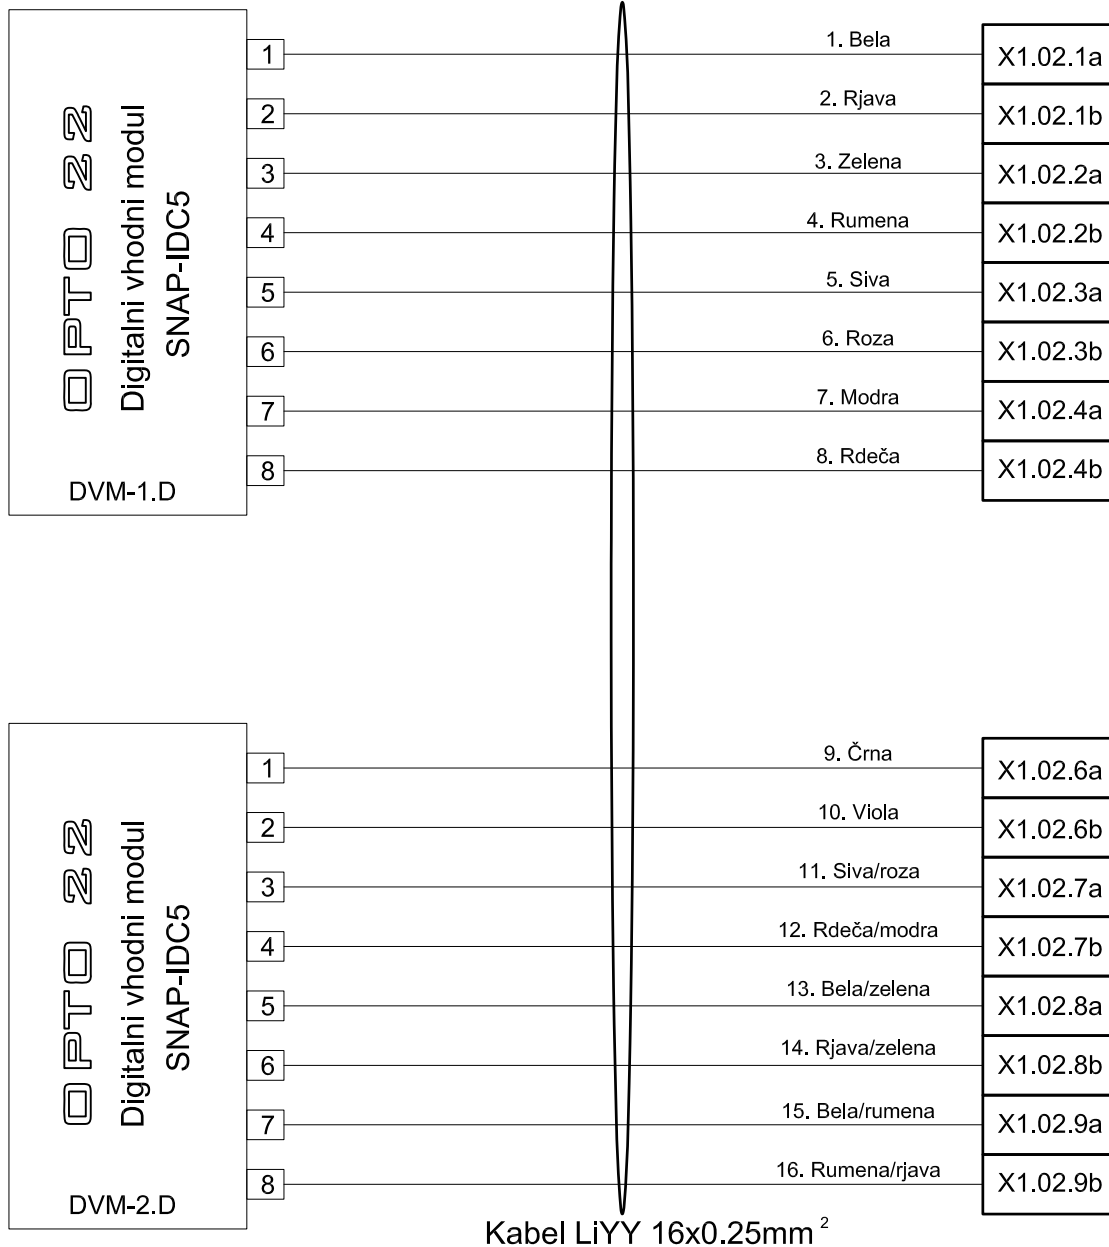 1 1. Bela X1.02.1a
2 2. Rjava X1.02.1b
3 3. Zelena X1.02.2a
4 4. Rumena X1.02.2b
5 5. Siva X1.02.3a
6 6. Roza X1.02.3b
7 7. Modra X1.02.4a
8 8. Rdeča X1.02.4b
OPTO 22
Digitalni vhodni modul
SNAP-IDC5
DVM-1.D
1 9. Črna X1.02.6a
2 10. Viola X1.02.6b
3 11. Siva/roza X1.02.7a
4 12. Rdeča/modra X1.02.7b
5 13. Bela/zelena X1.02.8a
6 14. Rjava/zelena X1.02.8b
7 15. Bela/rumena X1.02.9a
8 16. Rumena/rjava X1.02.9b
OPTO 22
Digitalni vhodni modul
SNAP-IDC5
DVM-2.D
Kabel LiYY 16x0.25mm²